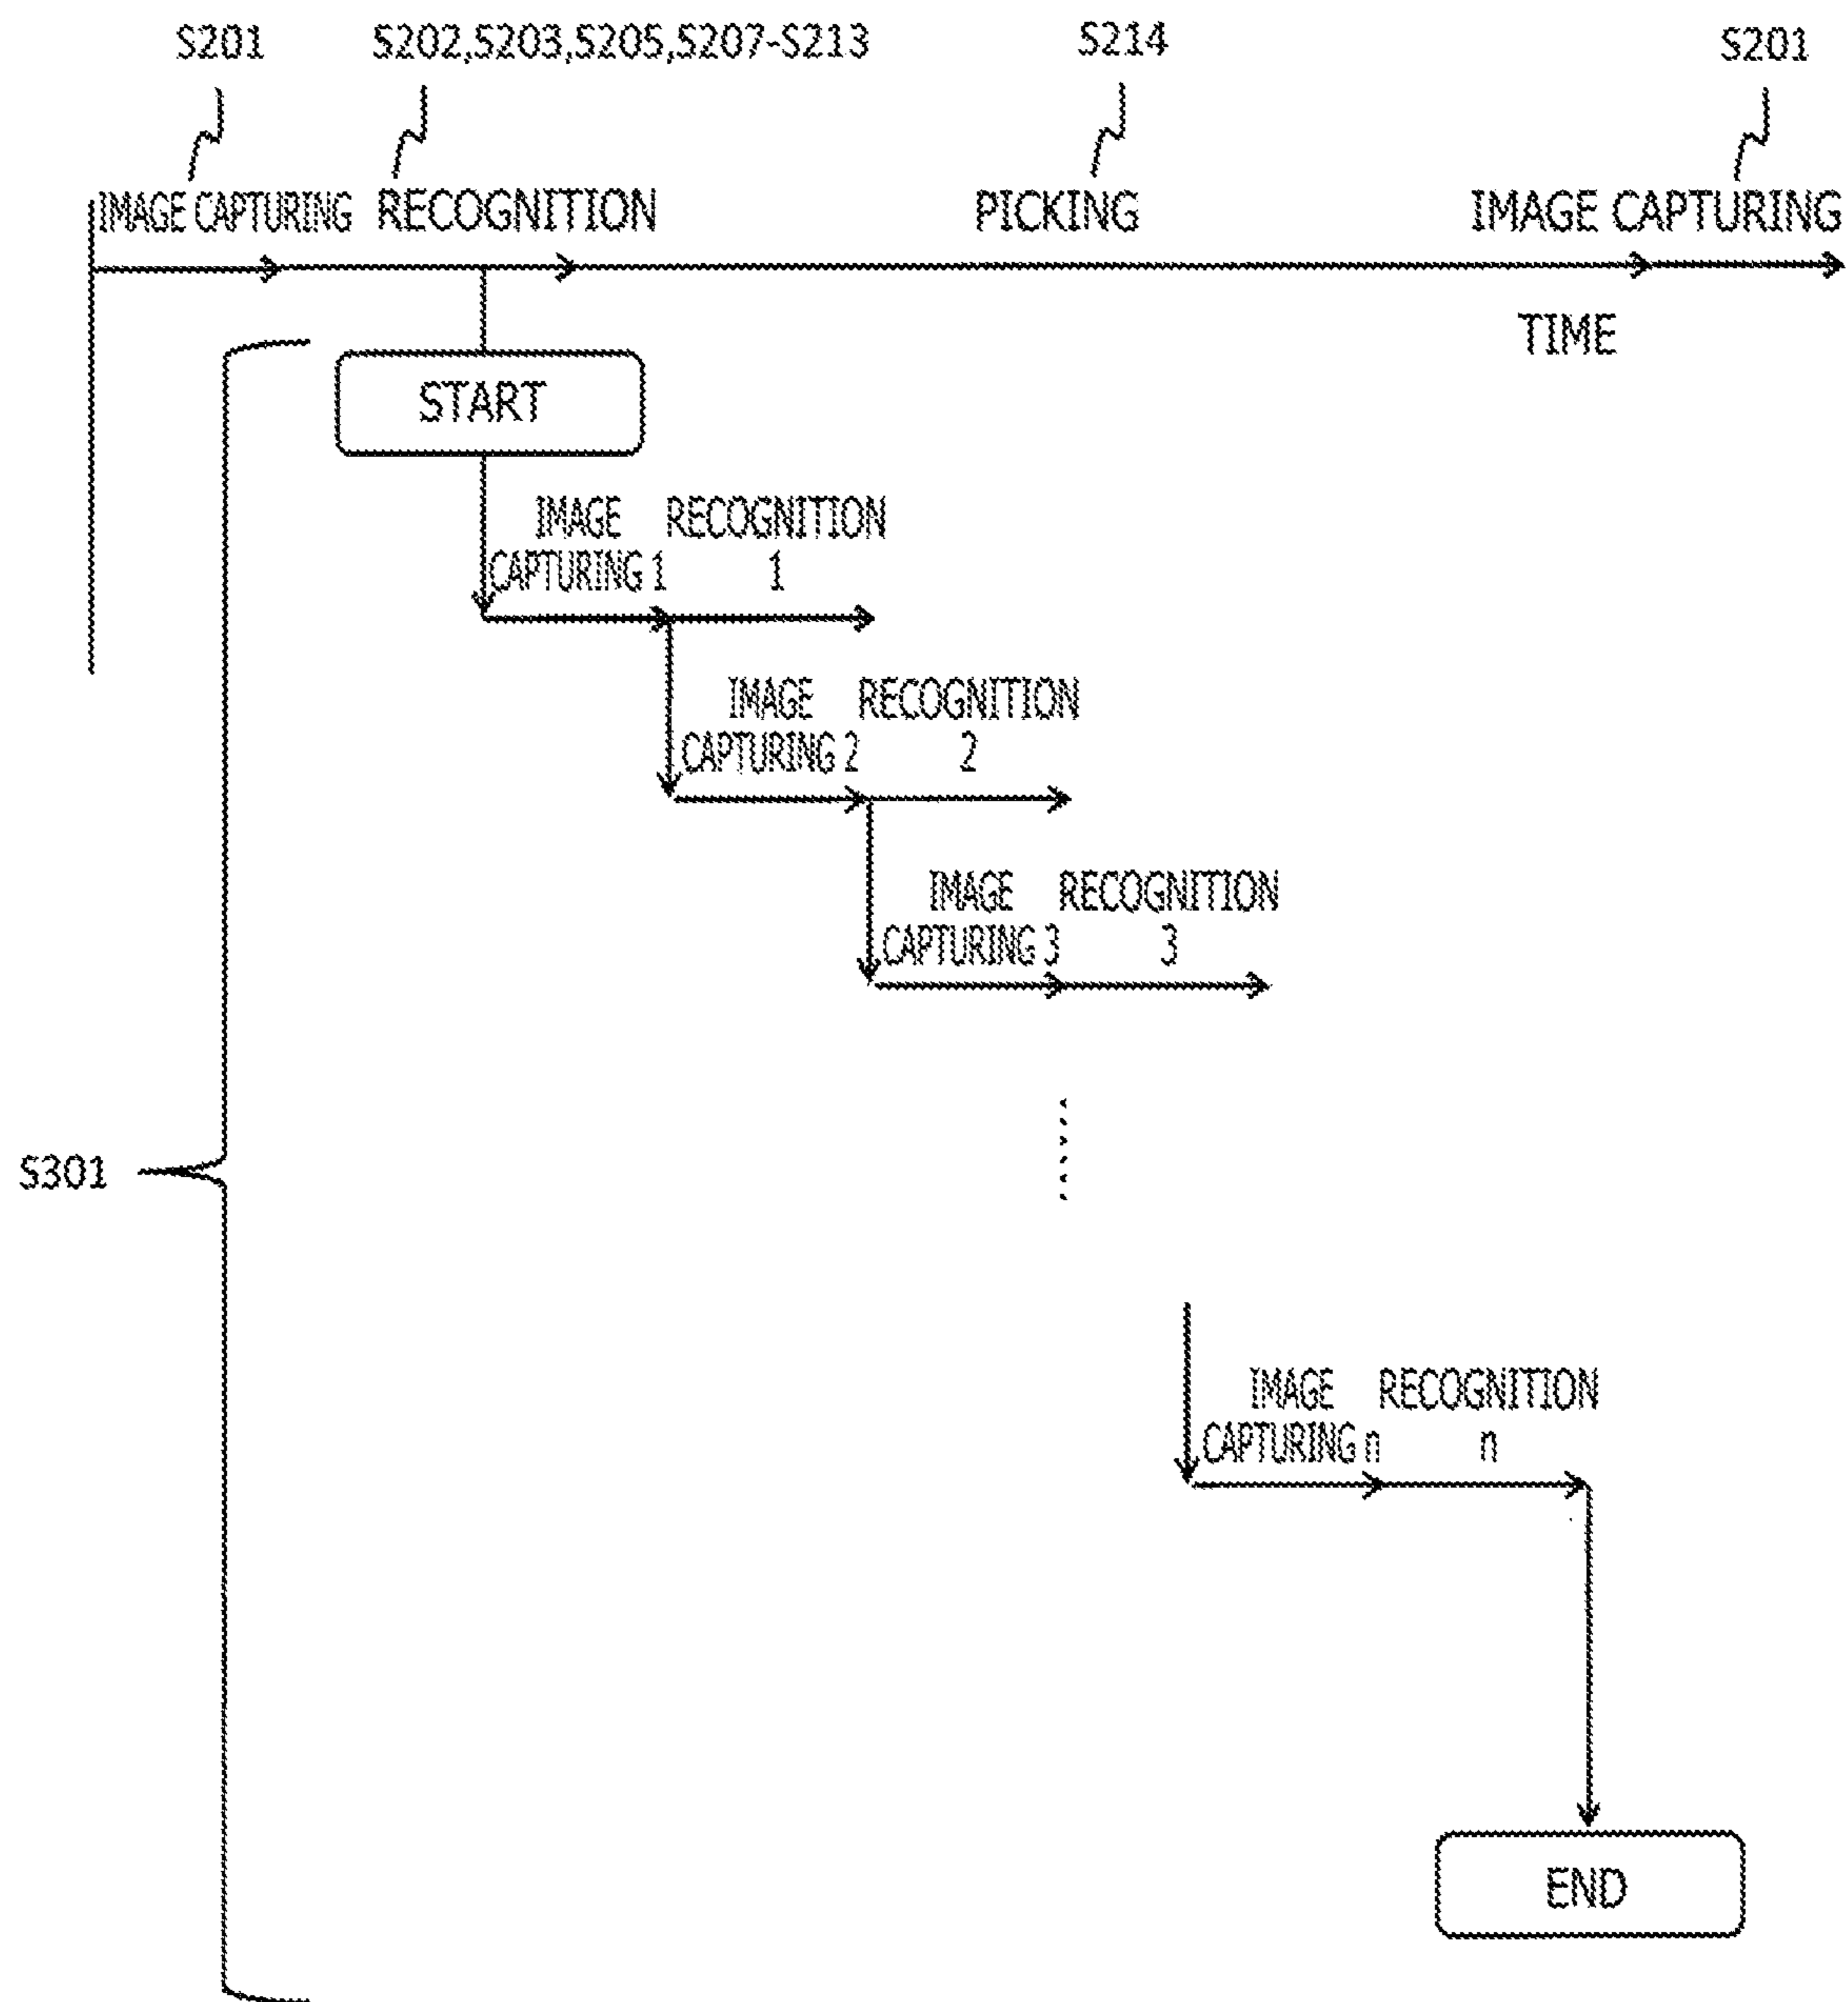 S201 S202,S203,S205,S207-S213 S214 S201
IMAGE CAPTURING RECOGNITION PICKING IMAGE CAPTURING
TIME
START
IMAGE RECOGNITION
CAPTURING 1 1
IMAGE RECOGNITION
CAPTURING 2 2
IMAGE RECOGNITION
CAPTURING 3 3
S301
IMAGE RECOGNITION
CAPTURING n n
END